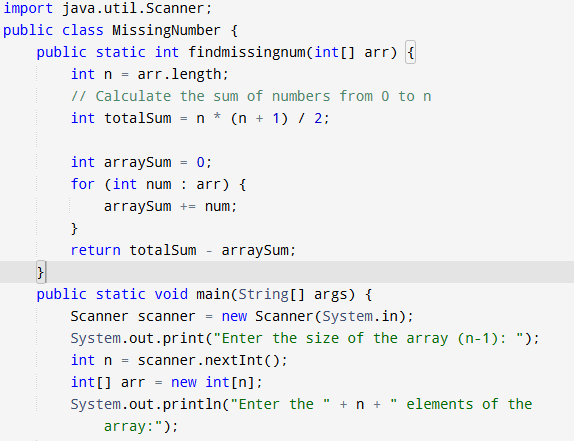 import java.util.Scanner;
public class MissingNumber {
    public static int findmissingnum(int[] arr) {
        int n = arr.length;
        // Calculate the sum of numbers from 0 to n
        int totalSum = n * (n + 1) / 2;

        int arraySum = 0;
        for (int num : arr) {
            arraySum += num;
        }
        return totalSum - arraySum;
    }
    public static void main(String[] args) {
        Scanner scanner = new Scanner(System.in);
        System.out.print("Enter the size of the array (n-1): ");
        int n = scanner.nextInt();
        int[] arr = new int[n];
        System.out.println("Enter the " + n + " elements of the
            array:");